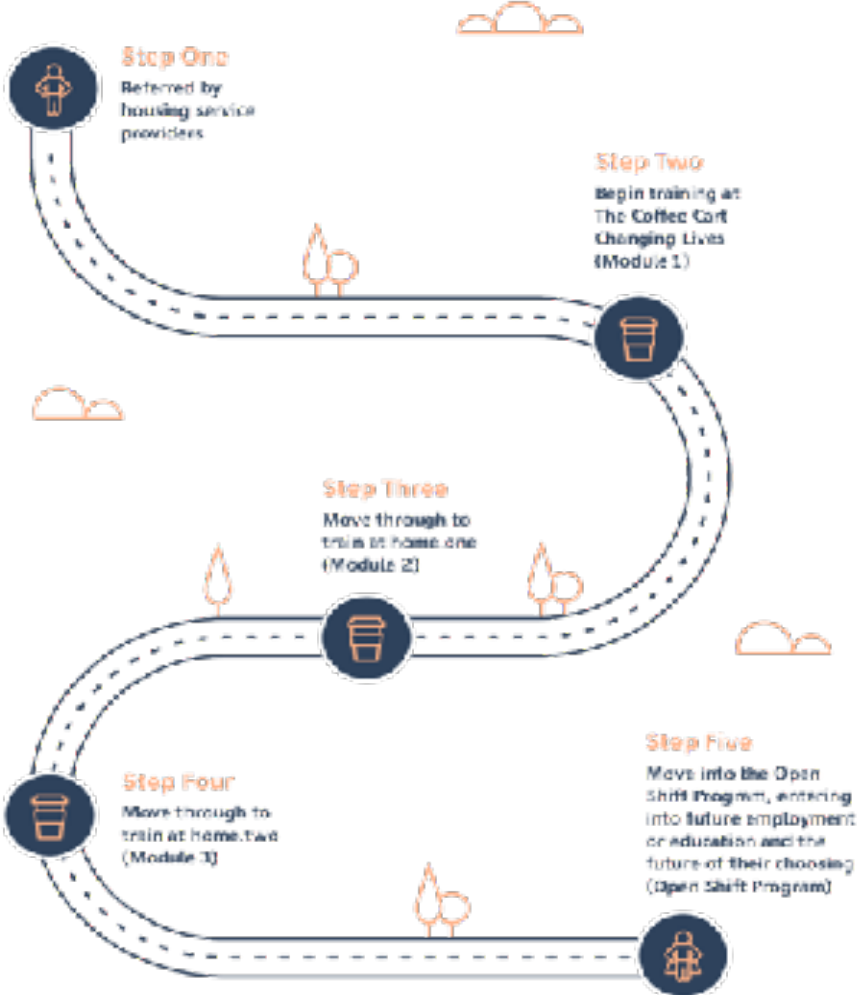 Step One
Referred by
housing service
providers
Step Two
Begin training at
The Coffee Cart
Changing Lives
(Module 1)
Step Three
Move through to
train at home.one
(Module 2)
Step Four
Move through to
train at home.two
(Module 3)
Step Five
Move into the Open
Shift Program, entering
into future employment
or education and the
future of their choosing
(Open Shift Program)